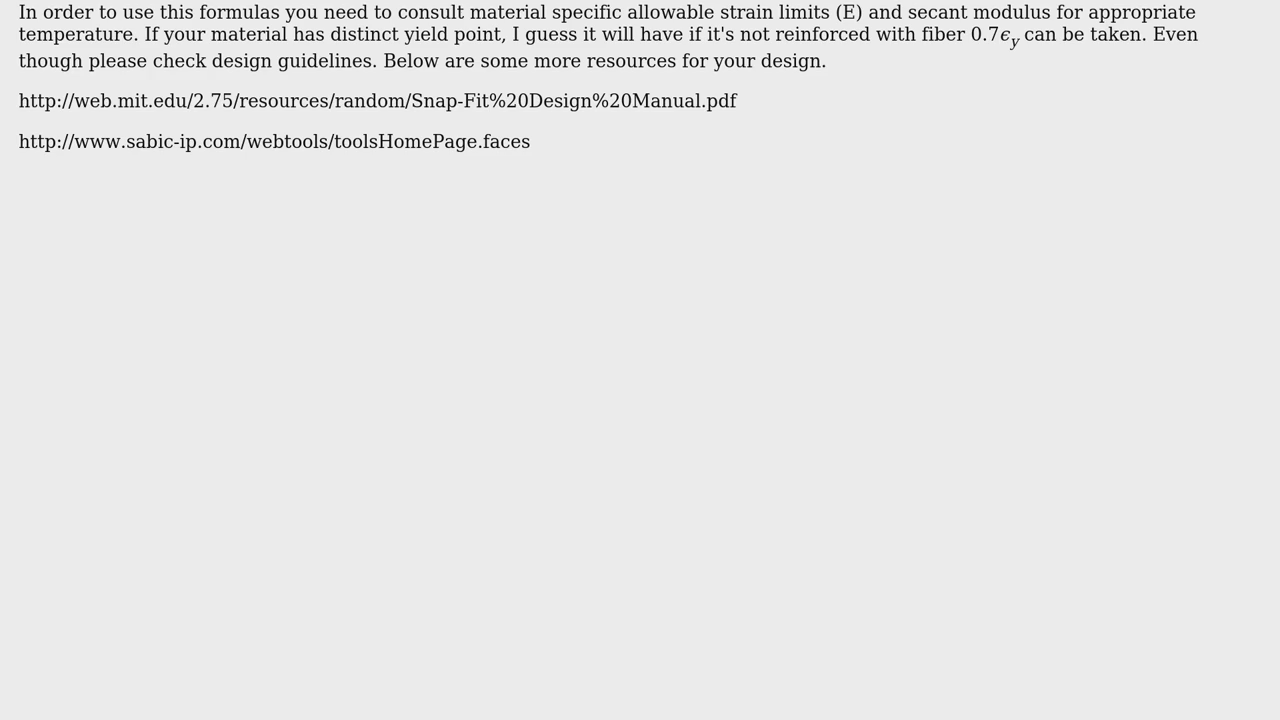 In order to use this formulas you need to consult material specific allowable strain limits (E) and secant modulus for appropriate
temperature. If your material has distinct yield point, I guess it will have if it's not reinforced with fiber 0.7ϵy can be taken. Even
though please check design guidelines. Below are some more resources for your design.
http://web.mit.edu/2.75/resources/random/Snap-Fit%20Design%20Manual.pdf
http://www.sabic-ip.com/webtools/toolsHomePage.faces